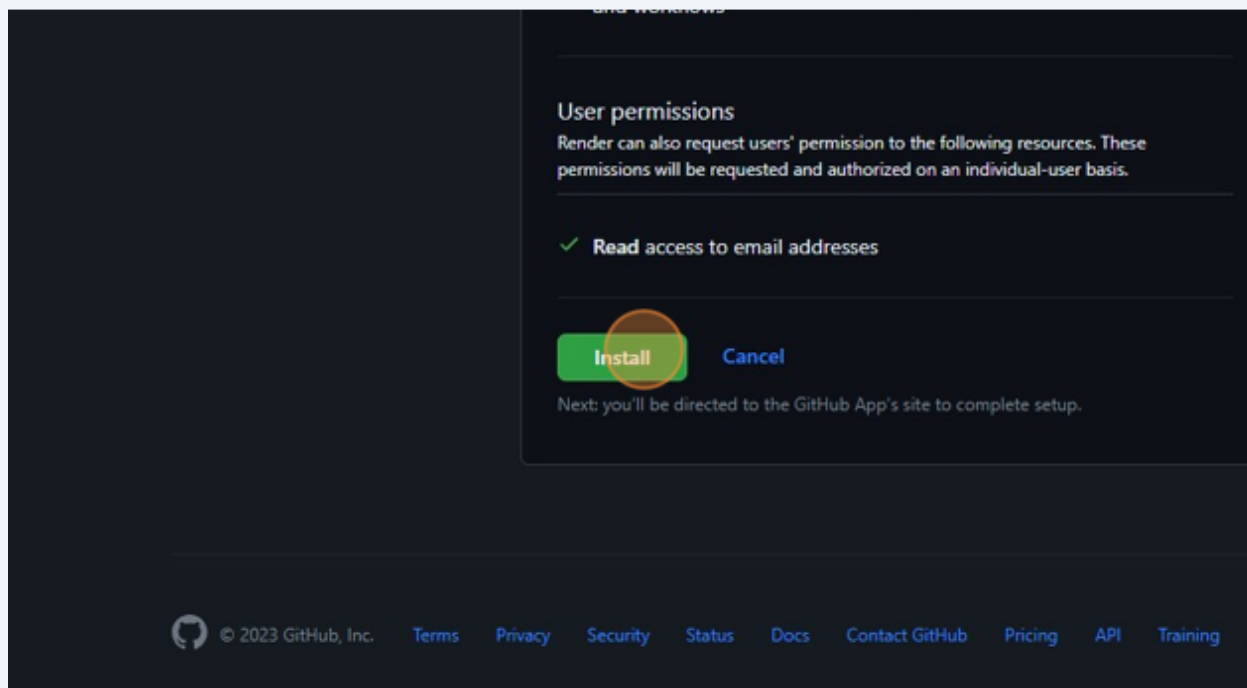 and workflows
User permissions
Render can also request users' permission to the following resources. These
permissions will be requested and authorized on an individual-user basis.
Read access to email addresses
Install Cancel
Next: you'll be directed to the GitHub App's site to complete setup.
© 2023 GitHub, Inc. Terms Privacy Security Status Docs Contact GitHub Pricing API Training